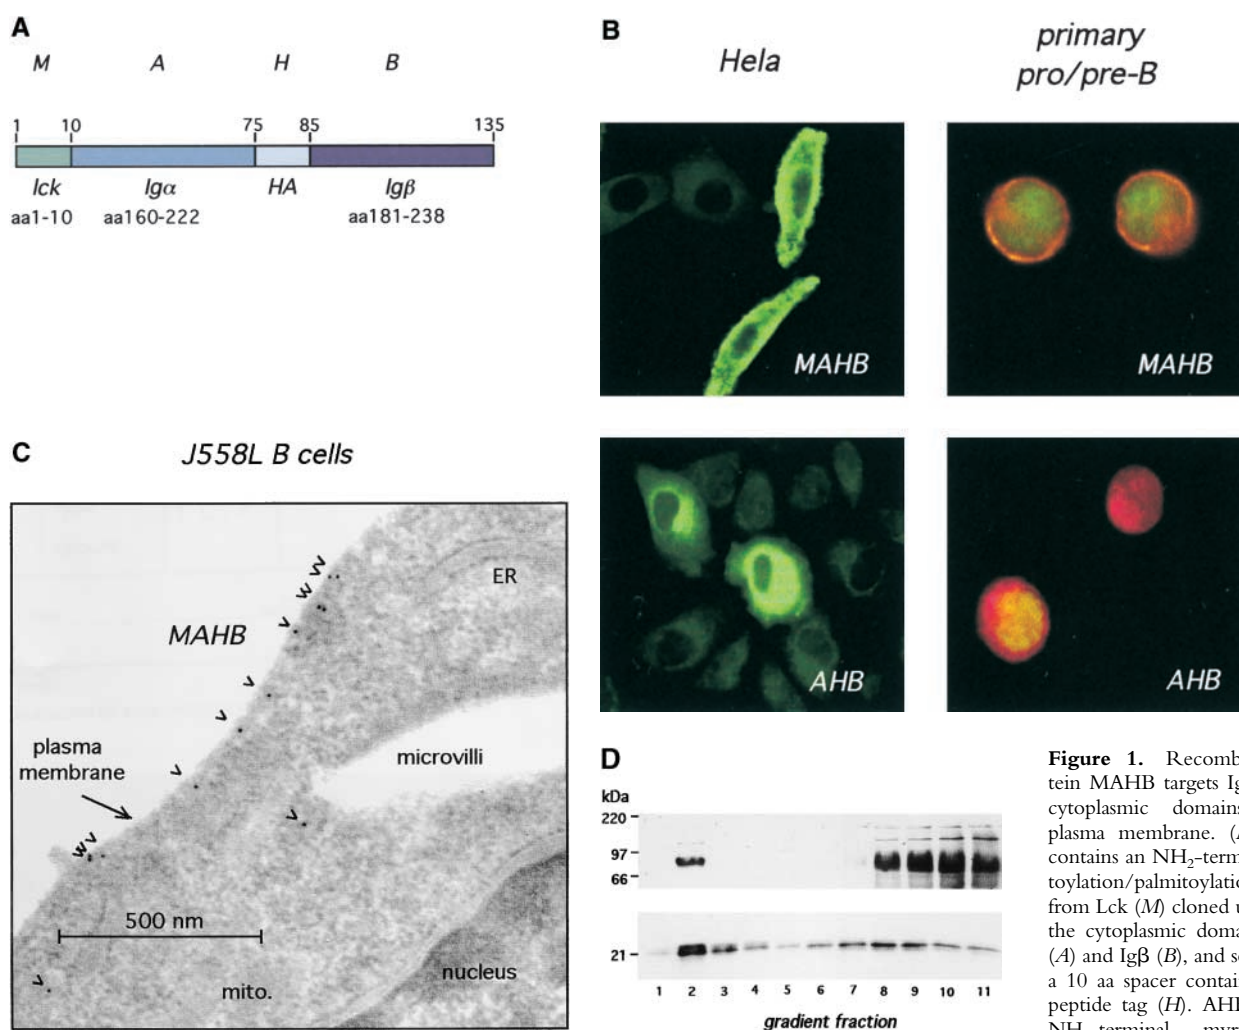 A
M A H B
1 10 75 85 135
lck Igα HA Igβ
aa1-10 aa160-222 aa181-238
B
Hela
primary
pro/pre-B
MAHB
MAHB
AHB
AHB
C
J558L B cells
ER
MAHB
plasma
membrane
microvilli
500 nm
nucleus
mito.
D
kDa
220
97
66
21
1 2 3 4 5 6 7 8 9 10 11
gradient fraction
Figure 1. Recomb
tein MAHB targets Ig
cytoplasmic domains
plasma membrane. (A
contains an NH₂-term
toylation/palmitoylation
from Lck (M) cloned u
the cytoplasmic doma
(A) and Igβ (B), and se
a 10 aa spacer contain
peptide tag (H).